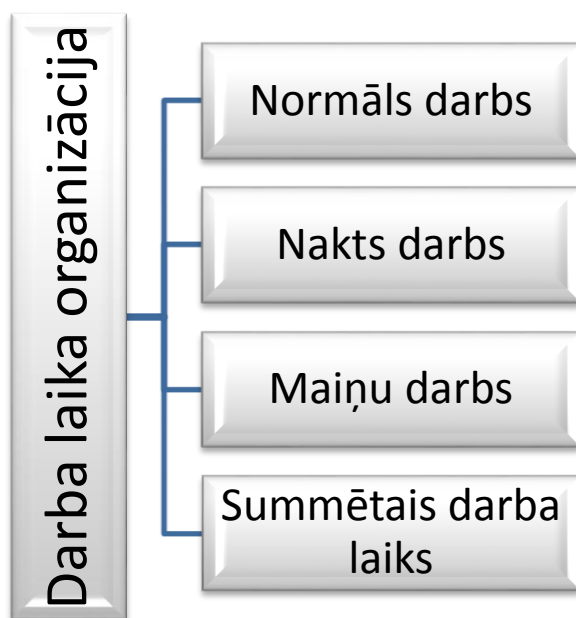 Darba laika organizācija
Normāls darbs
Nakts darbs
Maiņu darbs
Summētais darba
laiks